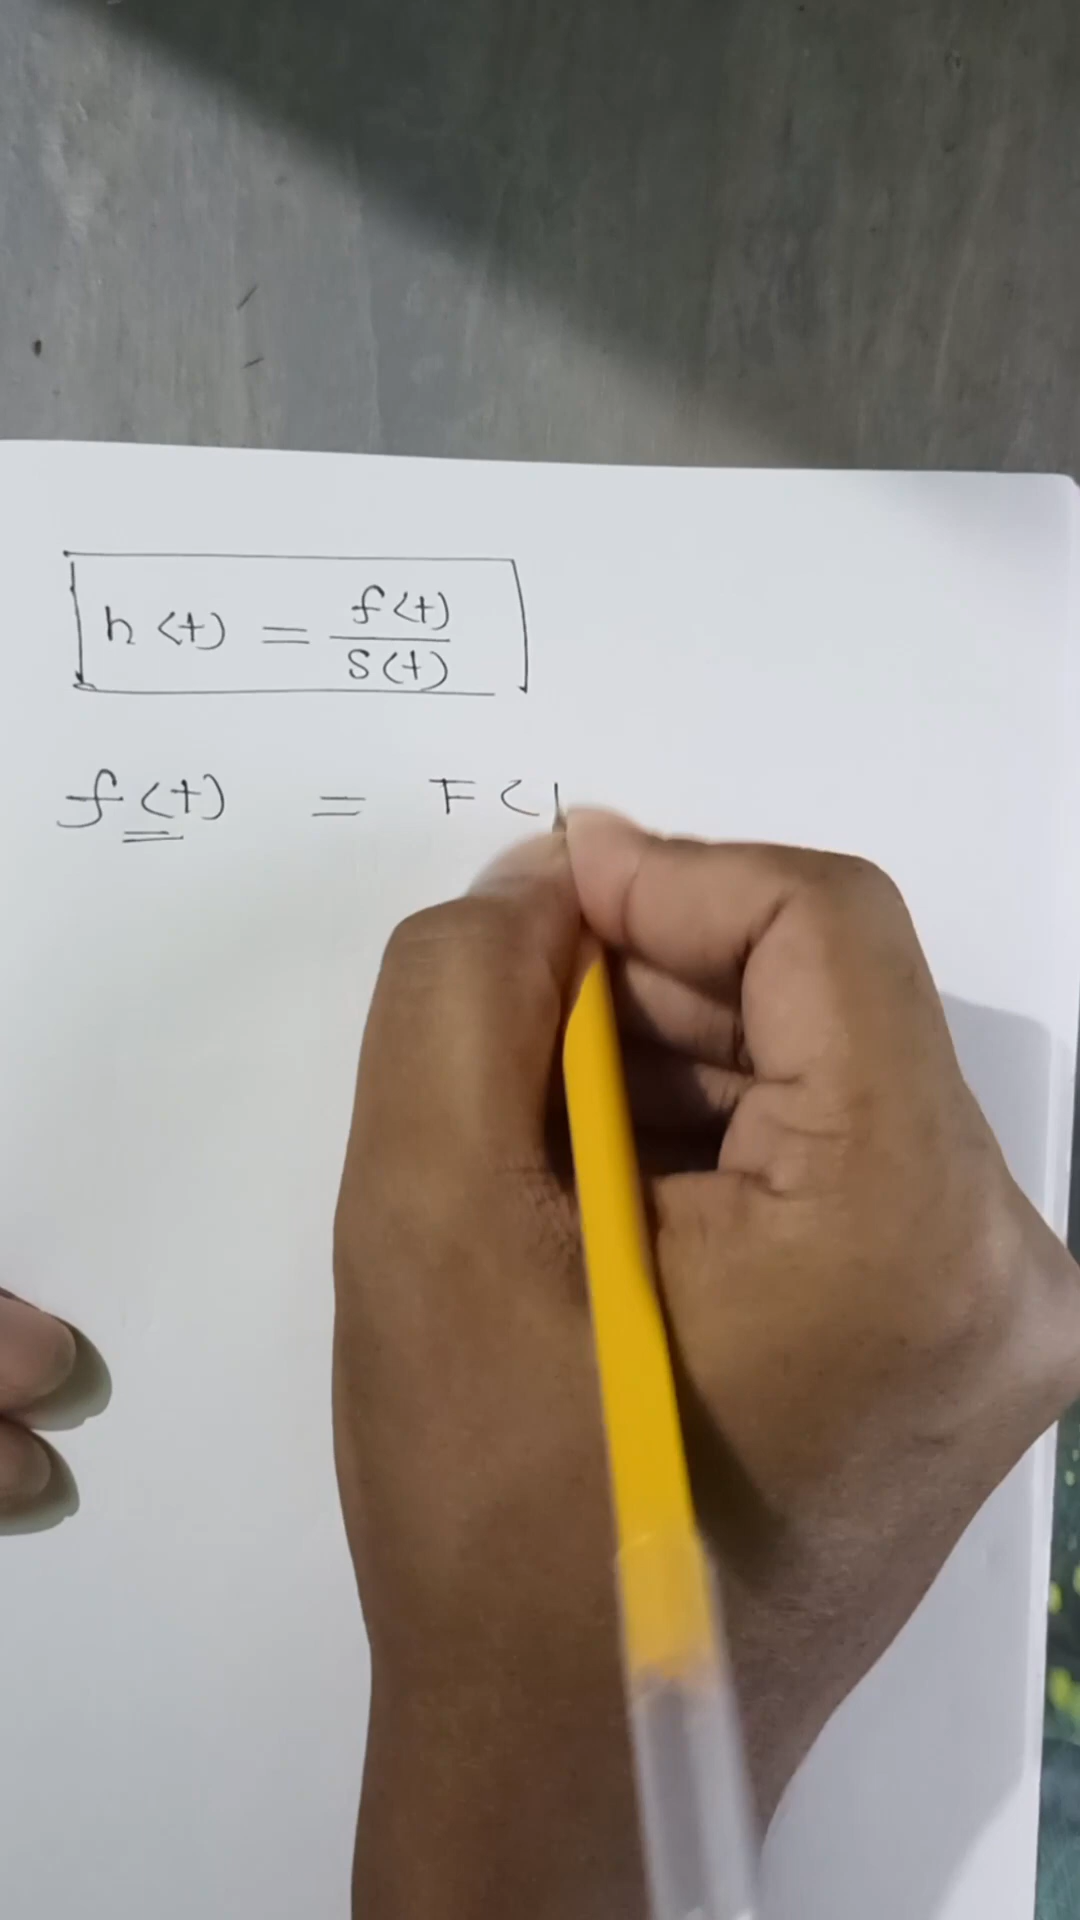 h(t) = f(t)/S(t)
f(t) = F(